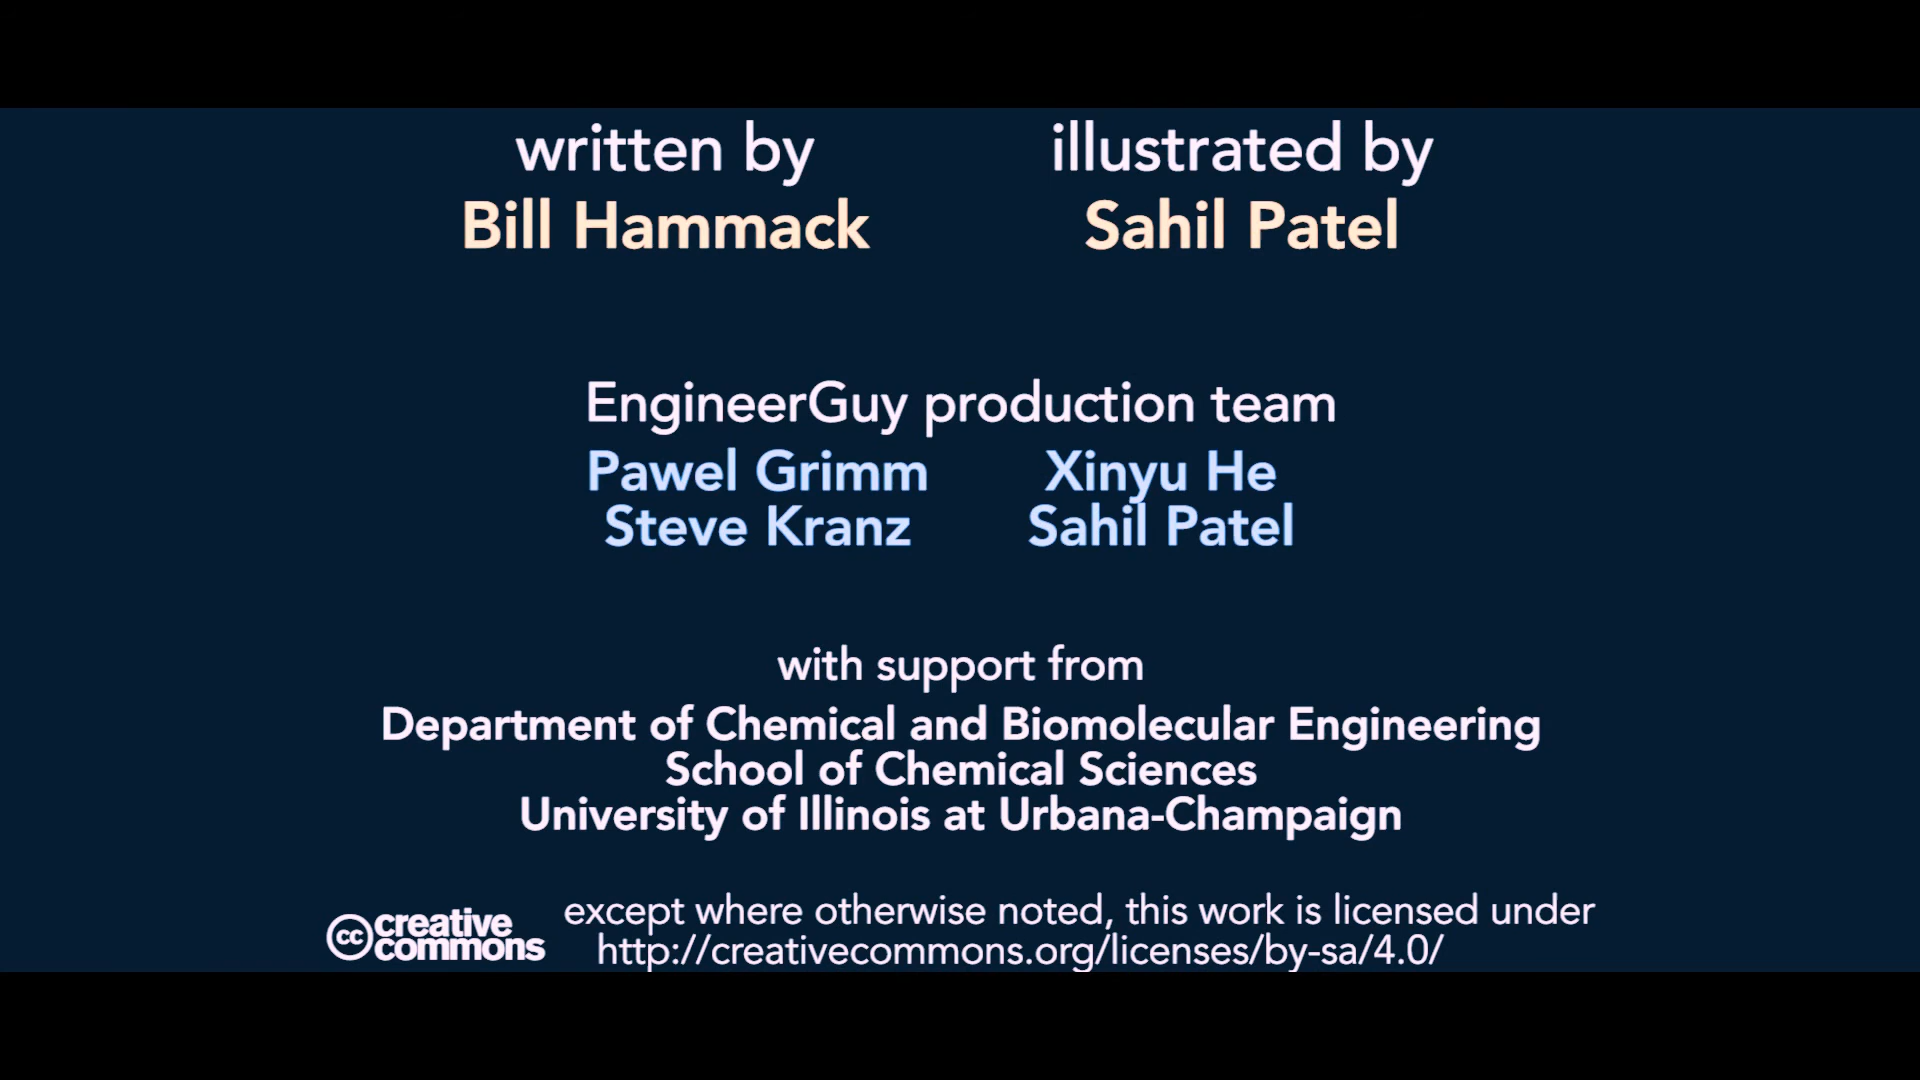 written by
Bill Hammack
illustrated by
Sahil Patel
EngineerGuy production team
Pawel Grimm
Xinyu He
Steve Kranz
Sahil Patel
with support from
Department of Chemical and Biomolecular Engineering
School of Chemical Sciences
University of Illinois at Urbana-Champaign
cc creative
commons
except where otherwise noted, this work is licensed under
http://creativecommons.org/licenses/by-sa/4.0/